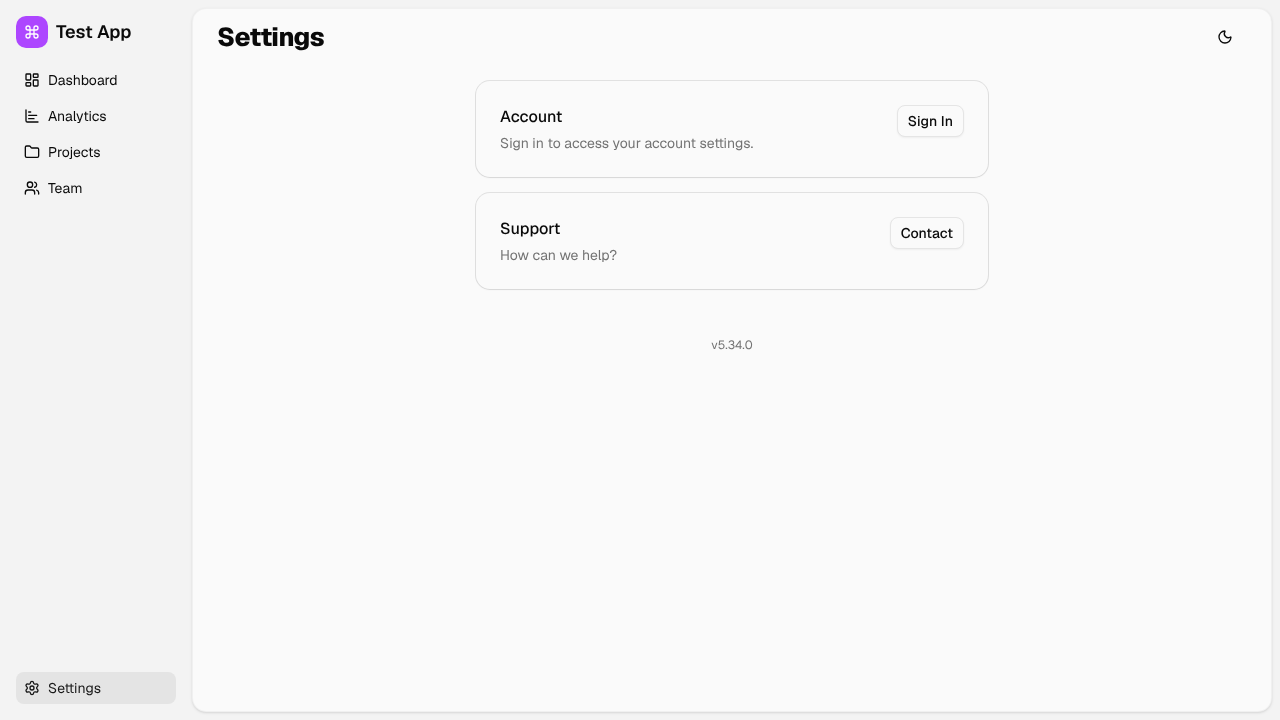 Test App
Dashboard
Analytics
Projects
Team
Settings
Settings
Account
Sign in to access your account settings.
Sign In
Support
How can we help?
Contact
v5.34.0